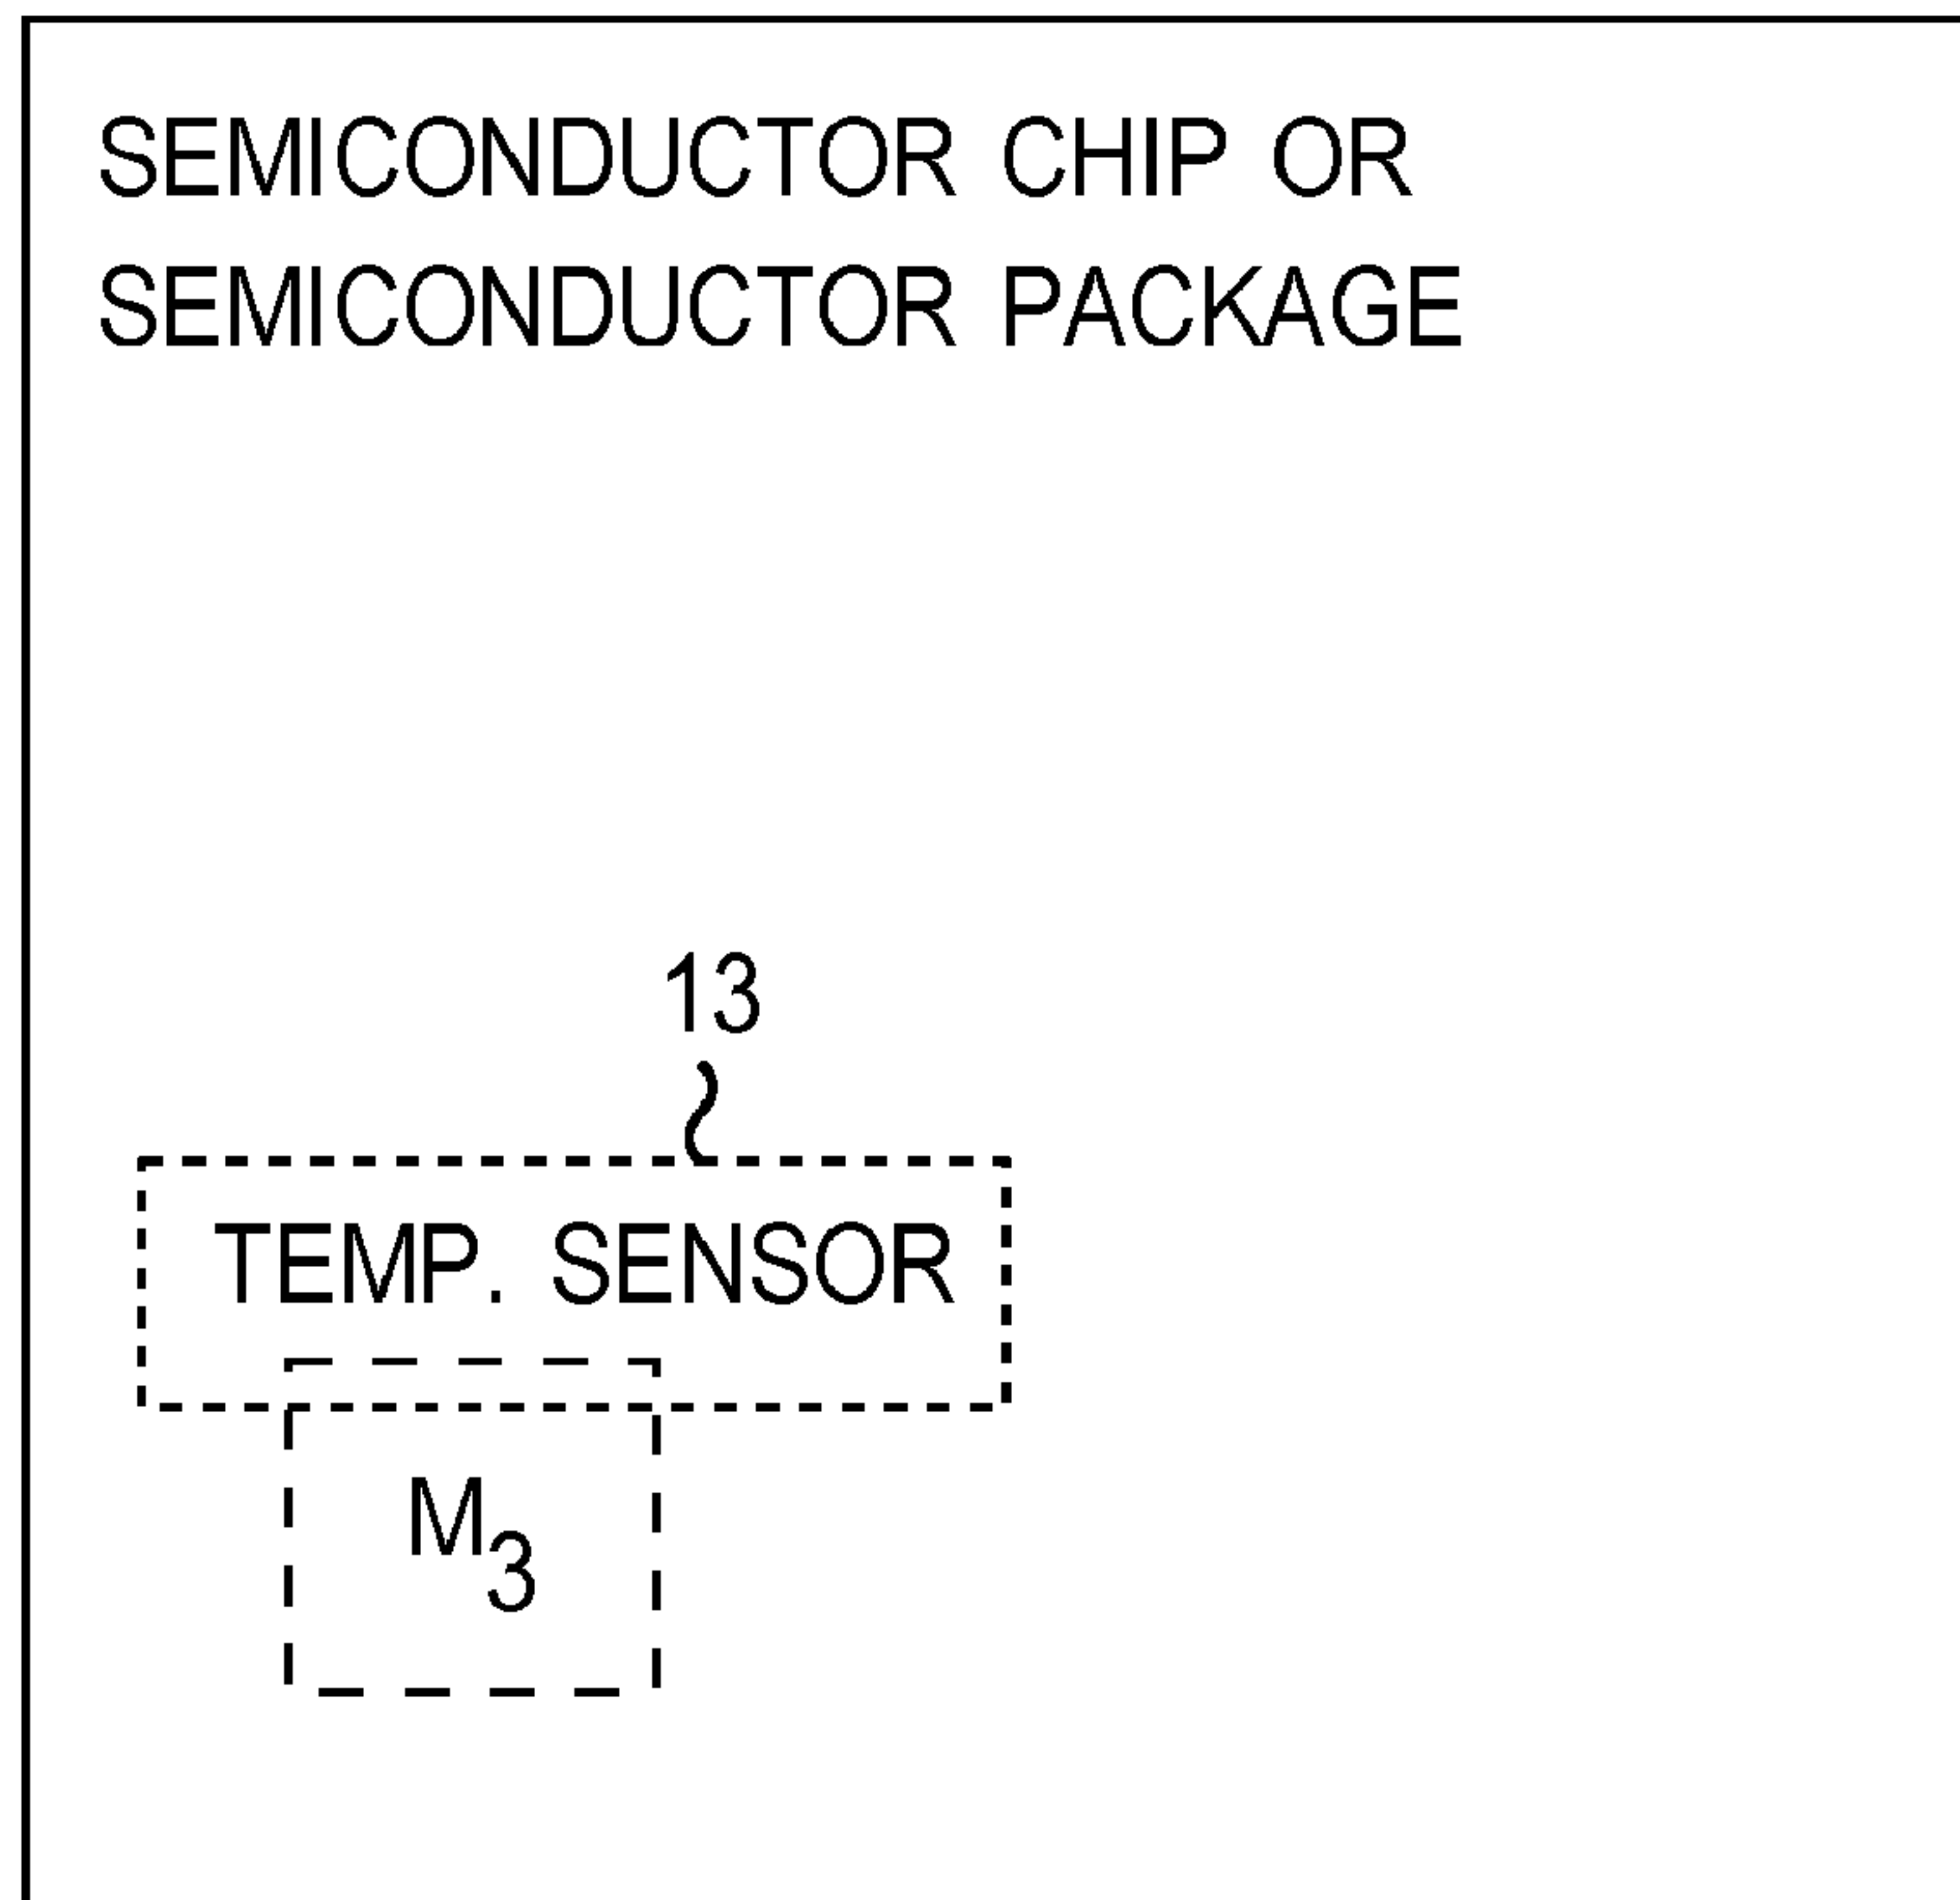 SEMICONDUCTOR CHIP OR
SEMICONDUCTOR PACKAGE
13
TEMP. SENSOR
M3